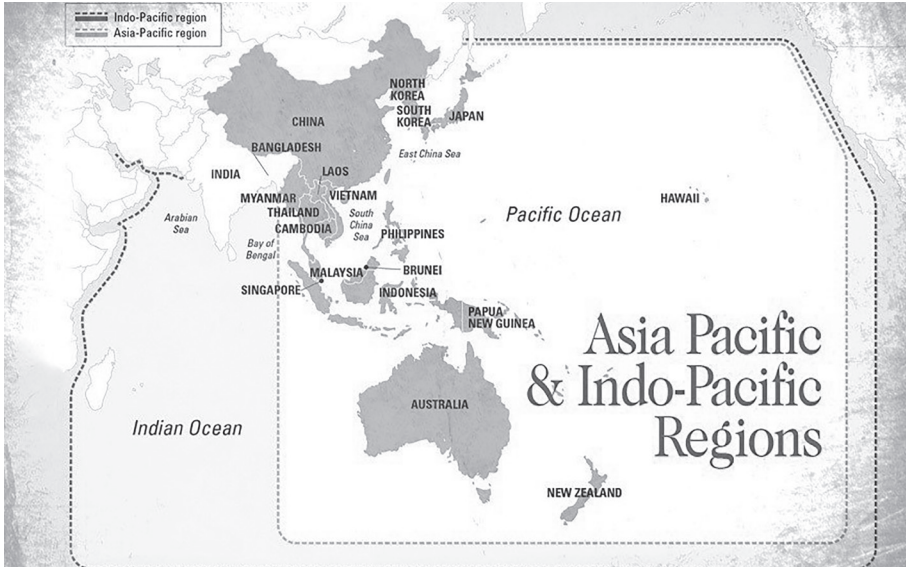 Indo-Pacific region
Asia-Pacific region
NORTH
KOREA
SOUTH
KOREA
JAPAN
CHINA
BANGLADESH
East China Sea
LAOS
INDIA
MYANMAR
VIETNAM
HAWAII
THAILAND
Arabian
Sea
South
China
Sea
Pacific Ocean
CAMBODIA
PHILIPPINES
Bay of
Bengal
MALAYSIA
BRUNEI
SINGAPORE
INDONESIA
PAPUA
NEW GUINEA
Asia Pacific
& Indo-Pacific
Regions
AUSTRALIA
Indian Ocean
NEW ZEALAND